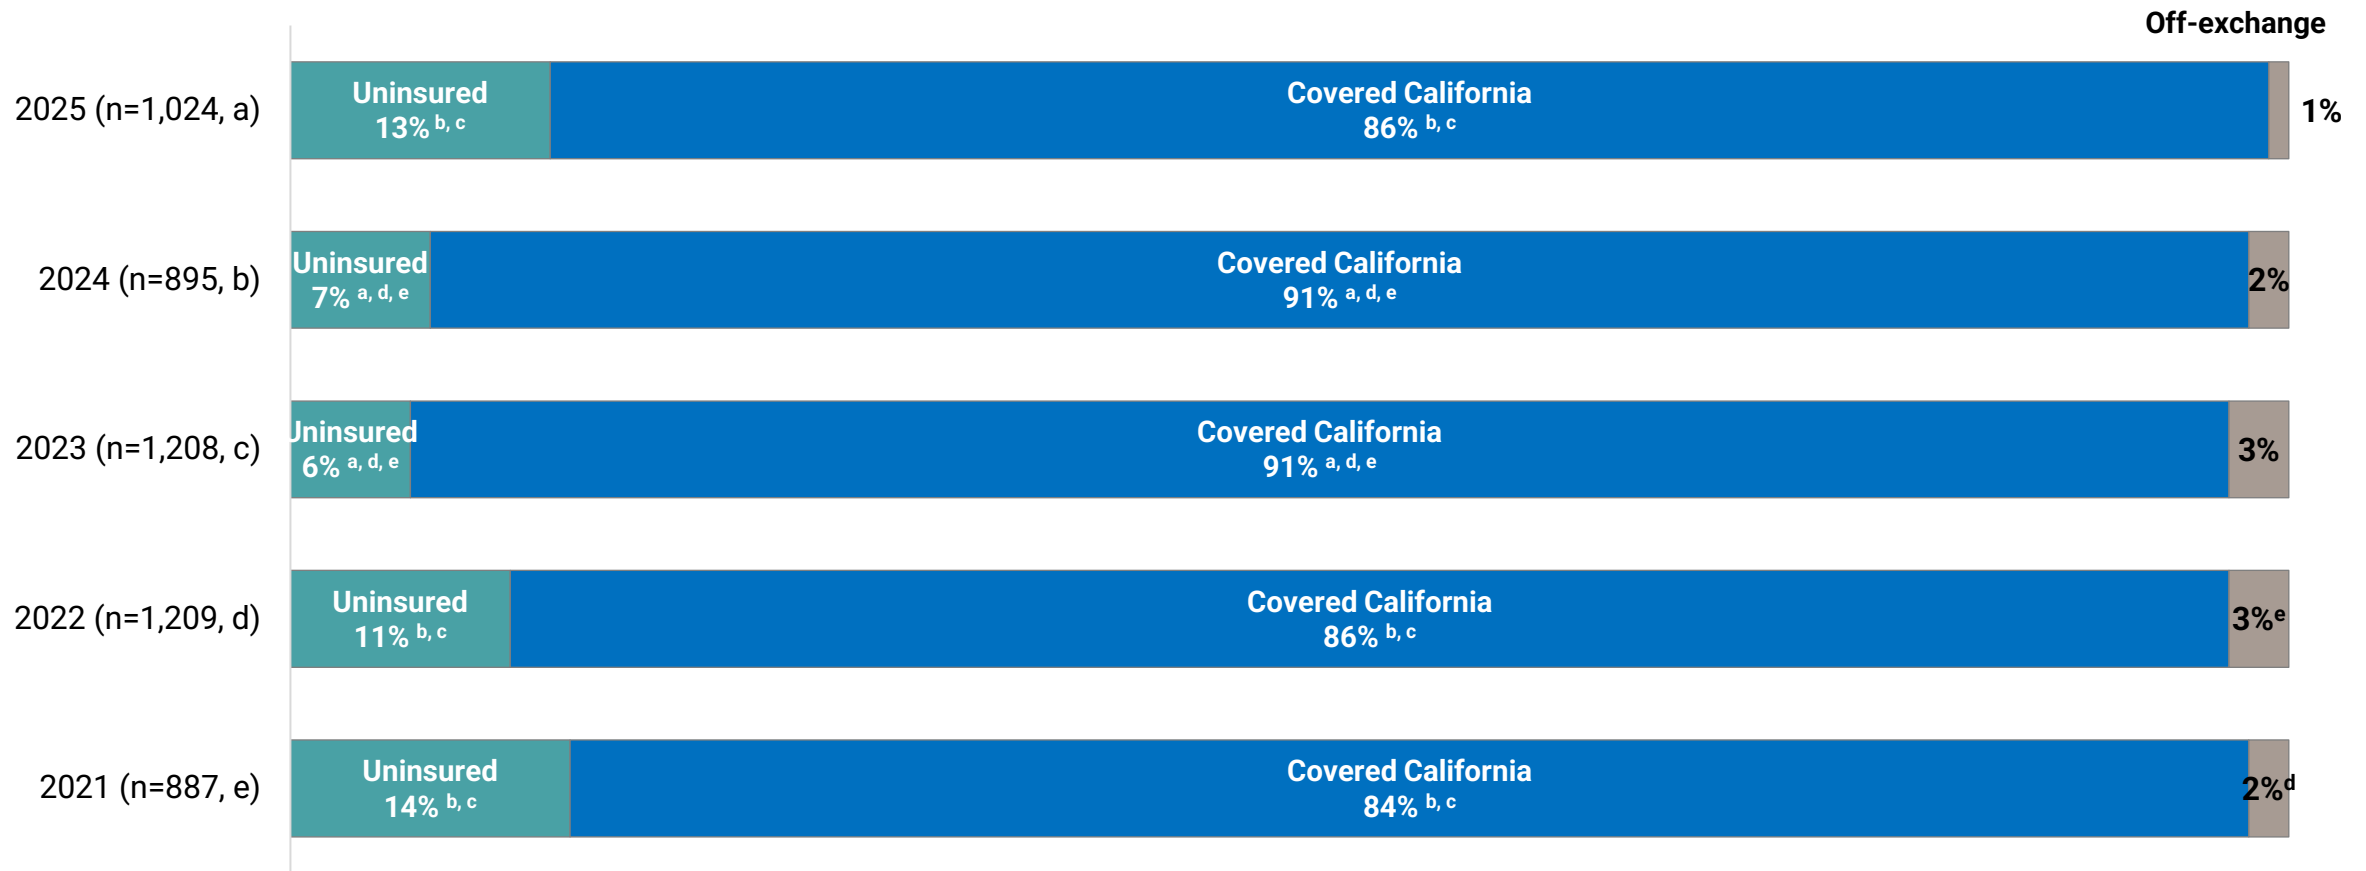 Off-exchange
2025 (n=1,024, a)
Uninsured
13% b, c
Covered California
86% b, c
1%
2024 (n=895, b)
Uninsured
7% a, d, e
Covered California
91% a, d, e
2%
2023 (n=1,208, c)
Uninsured
6% a, d, e
Covered California
91% a, d, e
3%
2022 (n=1,209, d)
Uninsured
11% b, c
Covered California
86% b, c
3%e
2021 (n=887, e)
Uninsured
14% b, c
Covered California
84% b, c
2%d